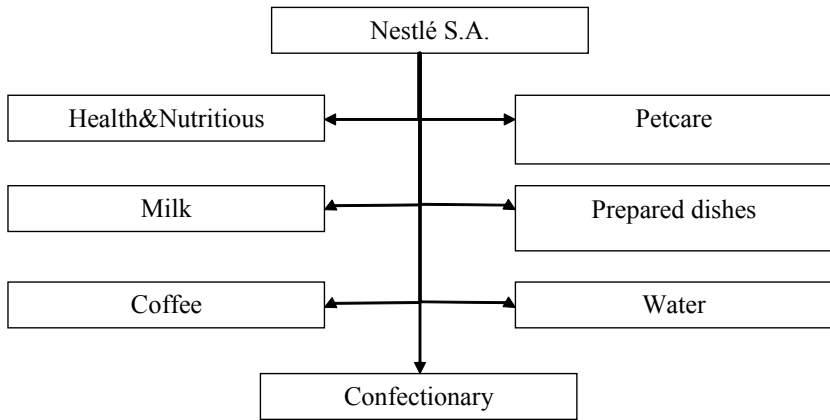 Nestlé S.A.
Health&Nutritious
Petcare
Milk
Prepared dishes
Coffee
Water
Confectionary